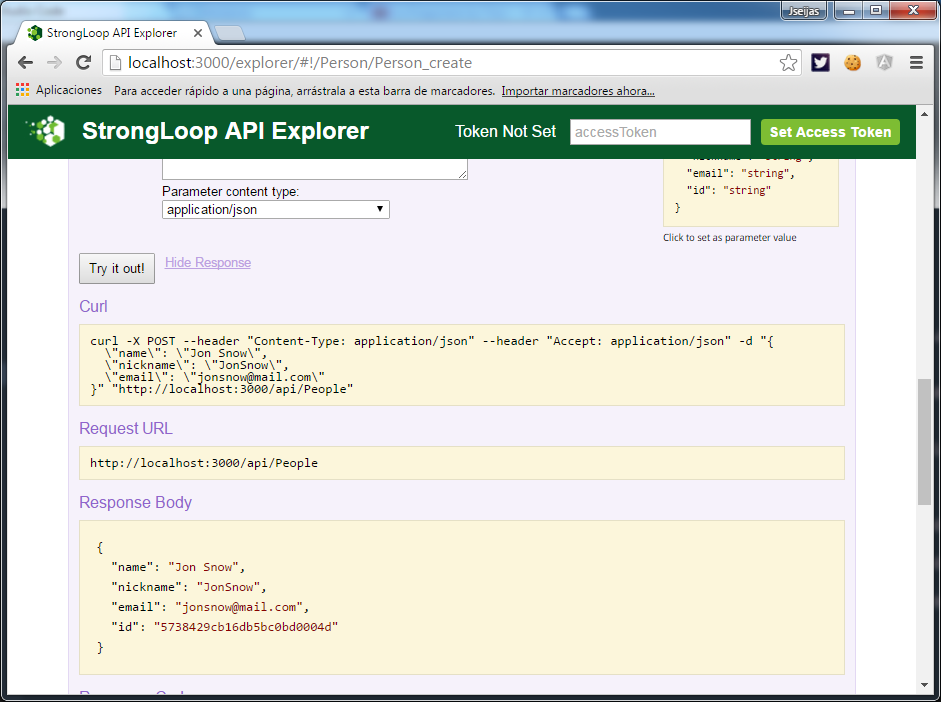 Jseijas
StrongLoop API Explorer
localhost:3000/explorer/#!/Person/Person_create
Aplicaciones Para acceder rápido a una página, arrástrala a esta barra de marcadores. Importar marcadores ahora...
StrongLoop API Explorer Token Not Set accessToken Set Access Token
"email": "string",
"id": "string"
}
Click to set as parameter value
Parameter content type:
application/json
Try it out! Hide Response
Curl
curl -X POST --header "Content-Type: application/json" --header "Accept: application/json" -d "{
\"name\": \"Jon Snow\",
\"nickname\": \"JonSnow\",
\"email\": \"jonsnow@mail.com\"
}" "http://localhost:3000/api/People"
Request URL
http://localhost:3000/api/People
Response Body
{
"name": "Jon Snow",
"nickname": "JonSnow",
"email": "jonsnow@mail.com",
"id": "5738429cb16db5bc0bd0004d"
}